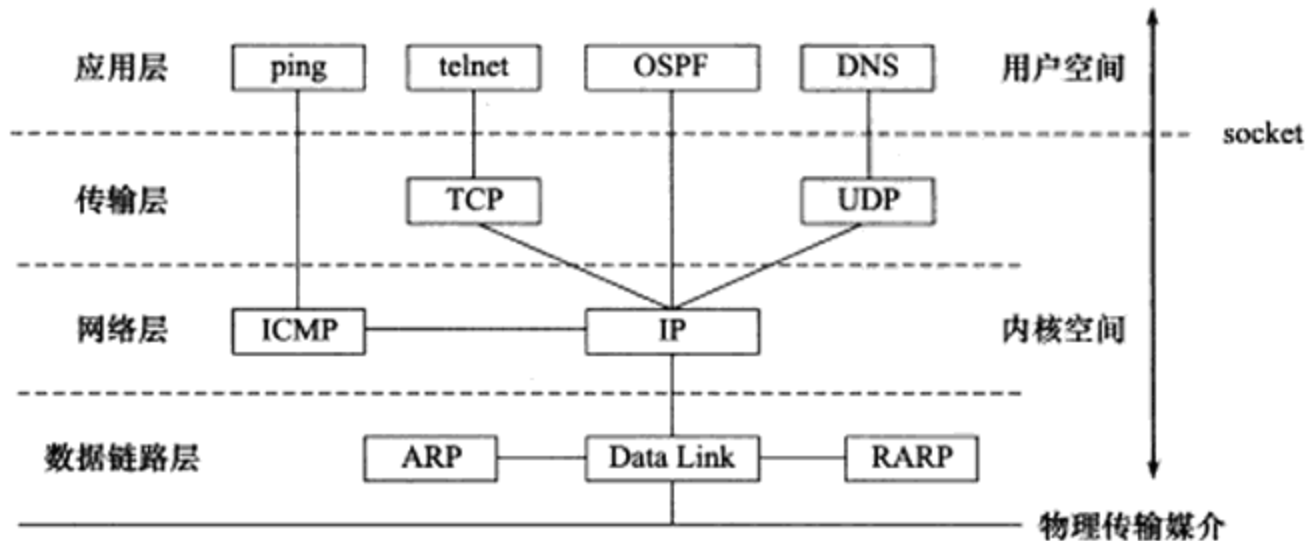 应用层 ping telnet OSPF DNS 用户空间
socket
传输层 TCP UDP
网络层 ICMP IP 内核空间
数据链路层 ARP Data Link RARP
物理传输媒介